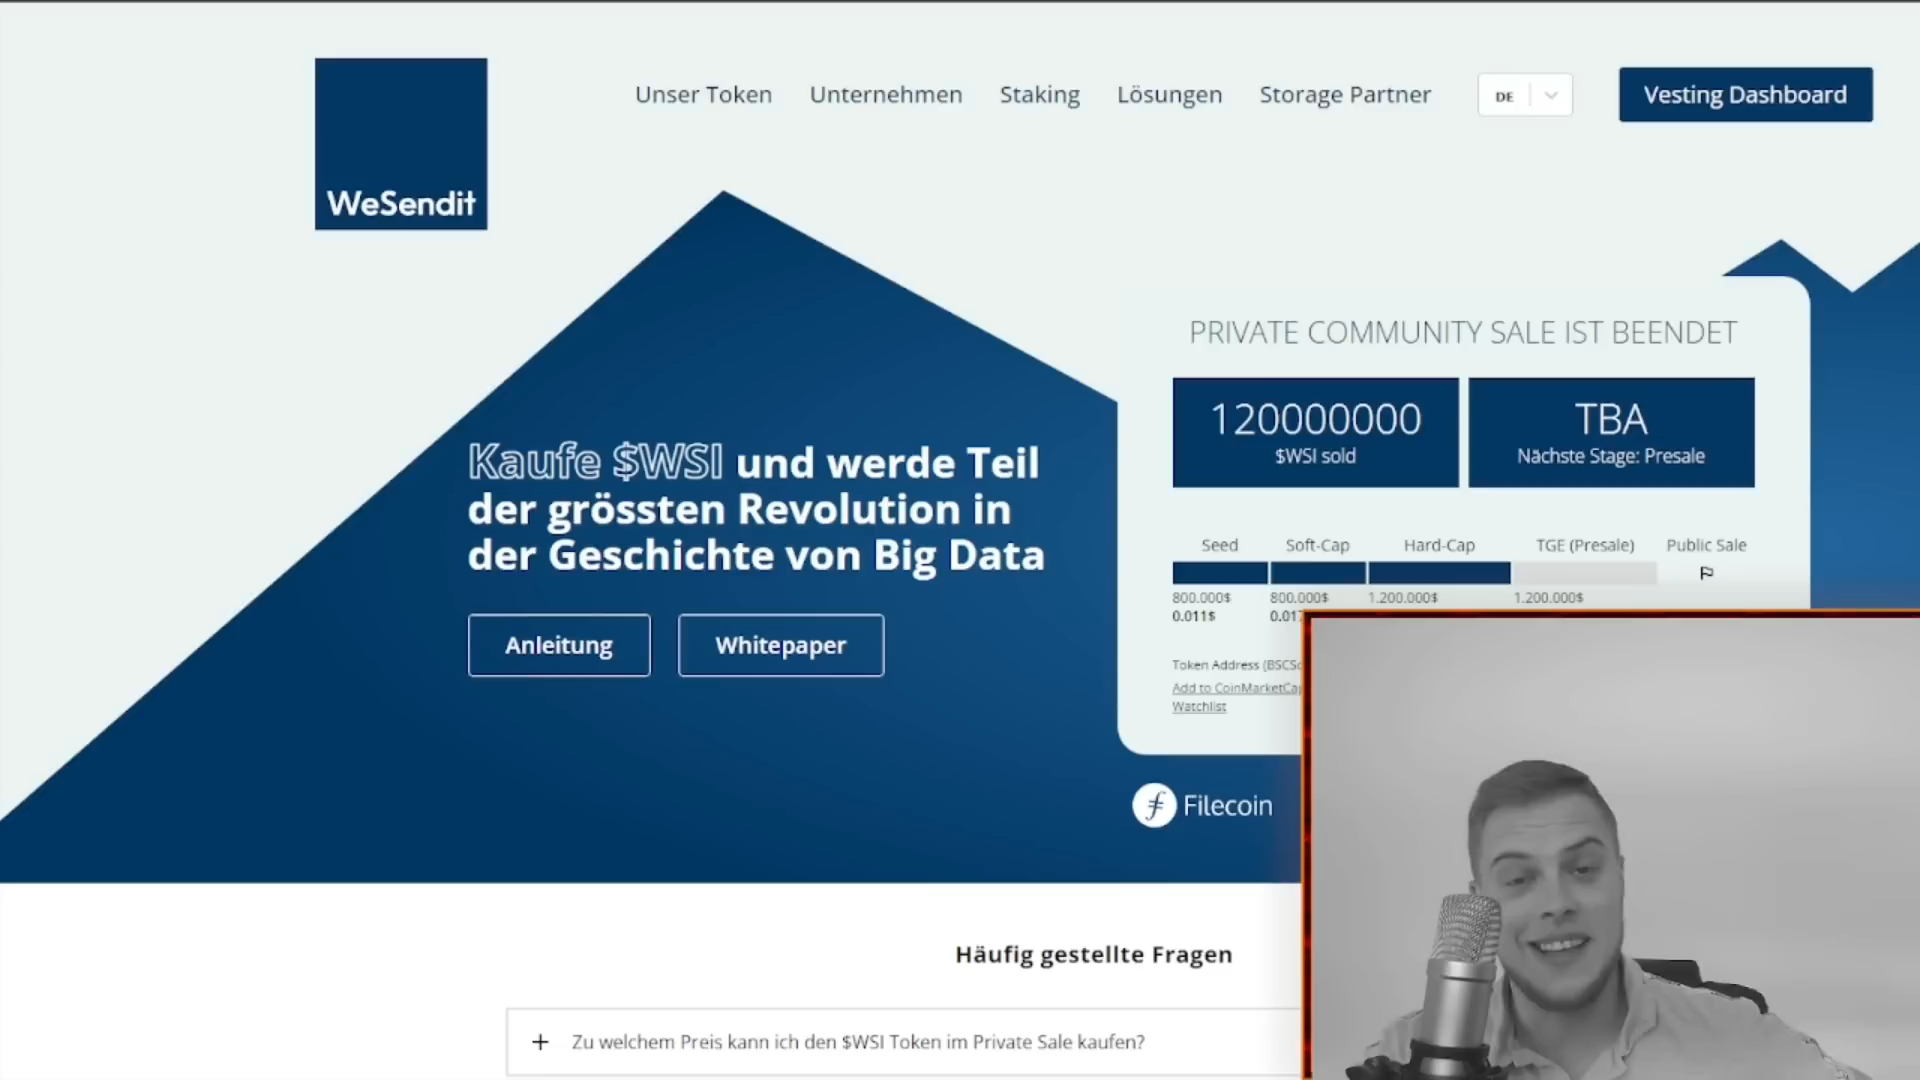 Unser Token
Unternehmen
Staking
Lösungen
Storage Partner
DE
Vesting Dashboard
WeSendit
Kaufe $WSI und werde Teil
der grössten Revolution in
der Geschichte von Big Data
Anleitung
Whitepaper
PRIVATE COMMUNITY SALE IST BEENDET
120000000
$WSI sold
TBA
Nächste Stage: Presale
Seed
Soft-Cap
Hard-Cap
TGE (Presale)
Public Sale
800.000$
800.000$
1.200.000$
1.200.000$
0.011$
Token Address
Add to
Watchlist
Filecoin
Häufig gestellte Fragen
+ Zu welchem Preis kann ich den $WSI Token im Private Sale kaufen?